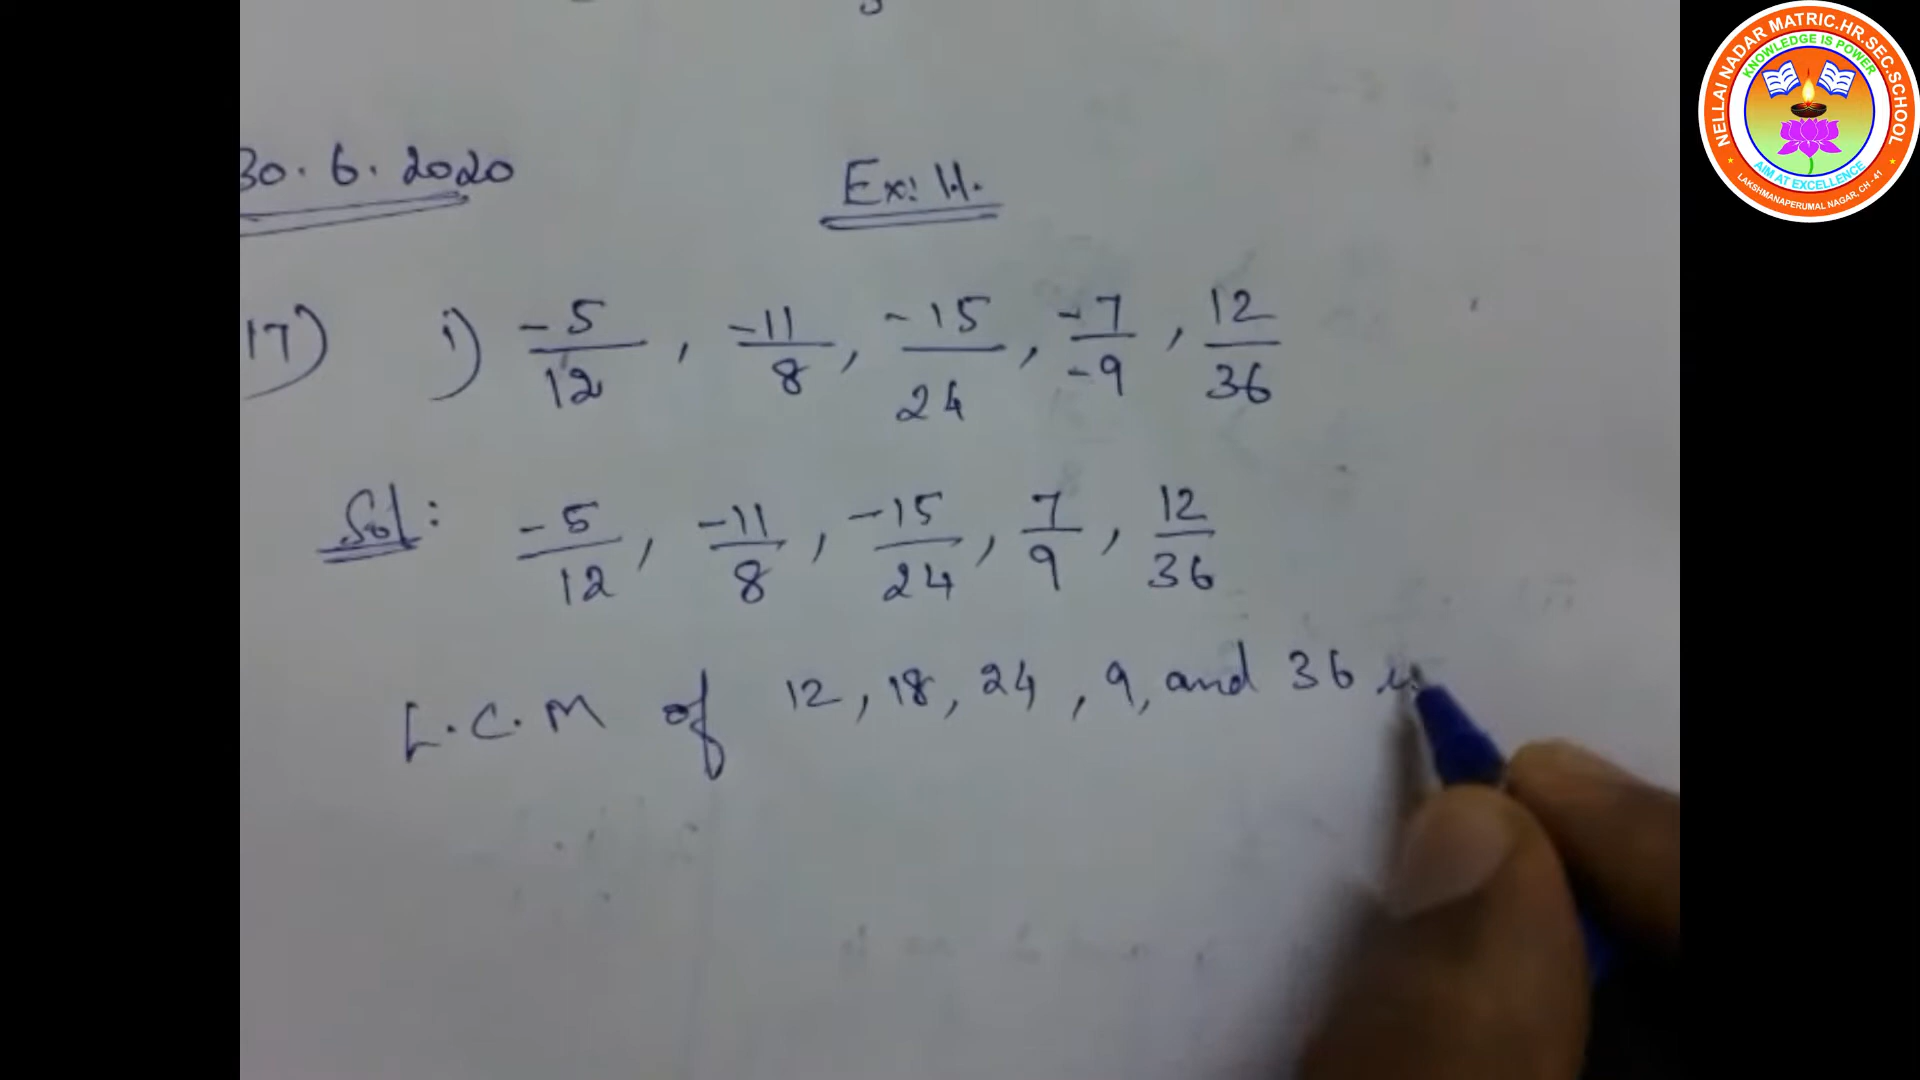 30.6.2020 Ex: 1.1.
17) i) -5/12, -11/8, -15/24, -7/-9, 12/36
Sol: -5/12, -11/8, -15/24, 7/9, 12/36
L.C.M of 12, 18, 24, 9, and 36
NELLAI NADAR MATRIC.HR.SEC.SCHOOL
KNOWLEDGE IS POWER
AIM AT EXCELLENCE
LAKSHMANAPERUMAL NAGAR, CH - 41